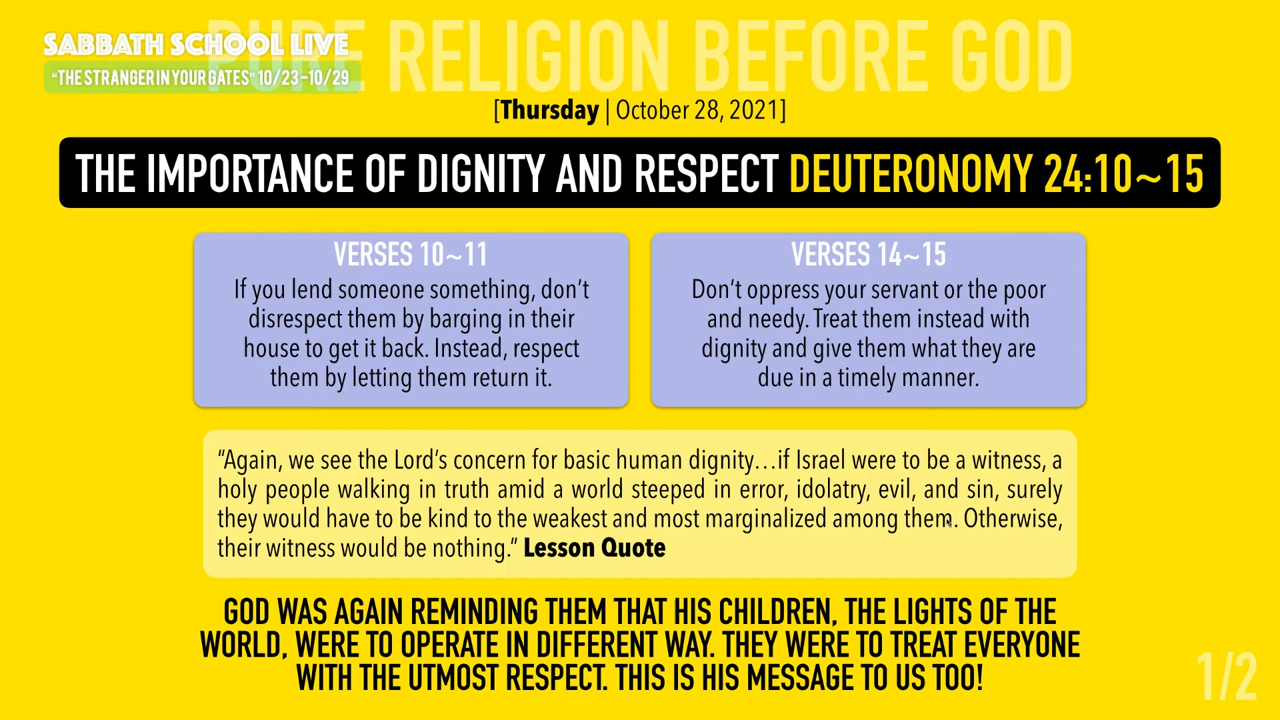 PURE RELIGION BEFORE GOD
SABBATH SCHOOL LIVE
"THE STRANGER IN YOUR GATES" 10/23-10/29
[Thursday | October 28, 2021]
THE IMPORTANCE OF DIGNITY AND RESPECT DEUTERONOMY 24:10~15
VERSES 10~11
If you lend someone something, don't
disrespect them by barging in their
house to get it back. Instead, respect
them by letting them return it.
VERSES 14~15
Don't oppress your servant or the poor
and needy. Treat them instead with
dignity and give them what they are
due in a timely manner.
"Again, we see the Lord's concern for basic human dignity…if Israel were to be a witness, a
holy people walking in truth amid a world steeped in error, idolatry, evil, and sin, surely
they would have to be kind to the weakest and most marginalized among them. Otherwise,
their witness would be nothing." Lesson Quote
GOD WAS AGAIN REMINDING THEM THAT HIS CHILDREN, THE LIGHTS OF THE
WORLD, WERE TO OPERATE IN DIFFERENT WAY. THEY WERE TO TREAT EVERYONE
WITH THE UTMOST RESPECT. THIS IS HIS MESSAGE TO US TOO!
1/2